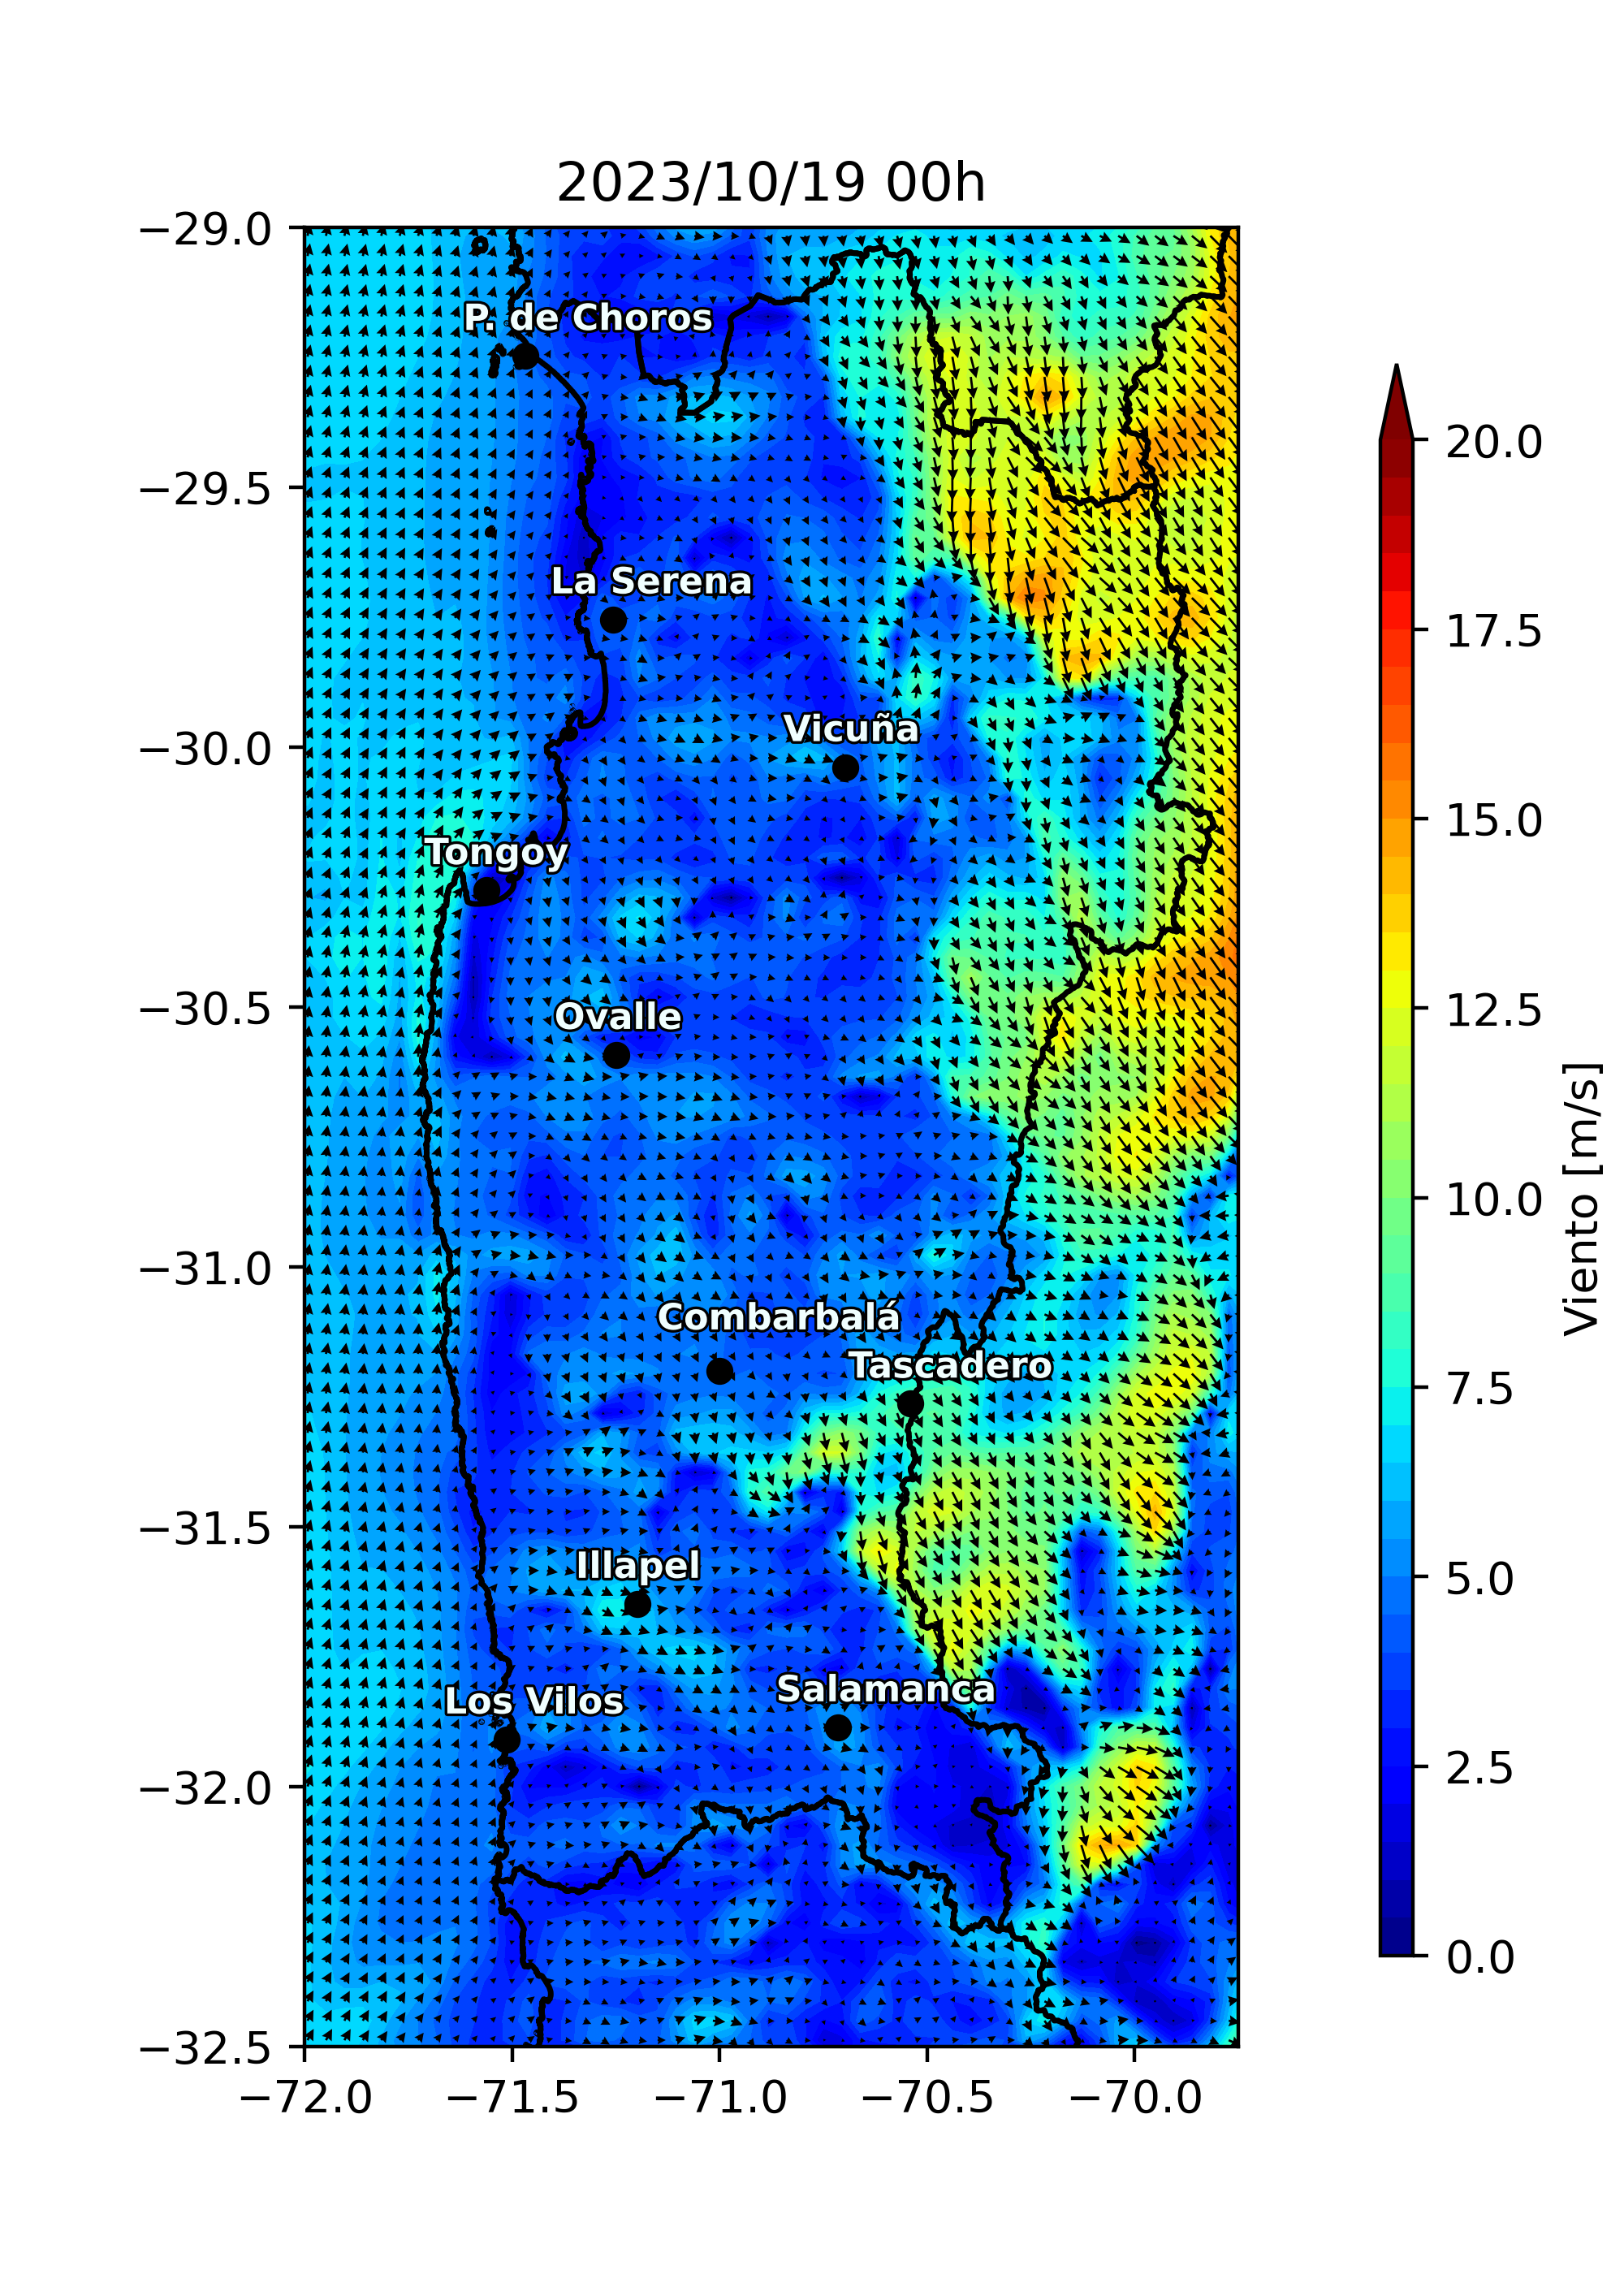 2023/10/19 00h
−29.0
−29.5
−30.0
−30.5
−31.0
−31.5
−32.0
−32.5
−72.0
−71.5
−71.0
−70.5
−70.0
P. de Choros
La Serena
Vicuña
Tongoy
Ovalle
Combarbalá
Tascadero
Illapel
Salamanca
Los Vilos
20.0
17.5
15.0
12.5
10.0
7.5
5.0
2.5
0.0
Viento [m/s]